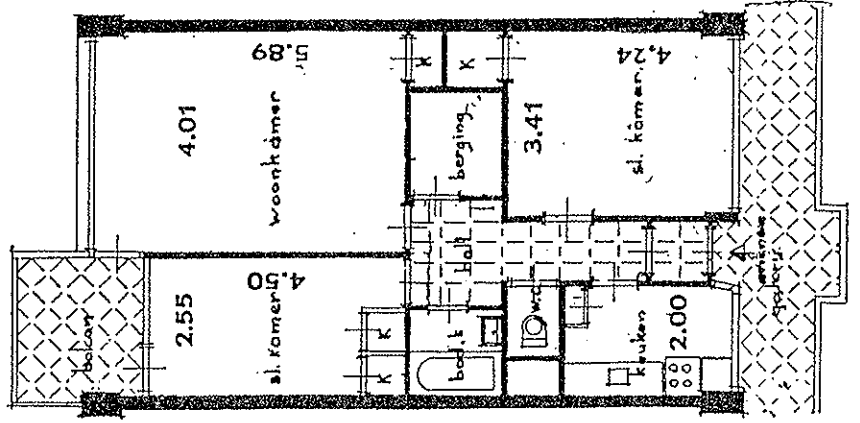 5.89
K
K
4.24
4.01
woonkamer
berging
3.41
sl. kamer
balkon
2.55
4.50
sl. kamer
K
K
hal
bad.k
w.c.
keuken
2.00
galerij